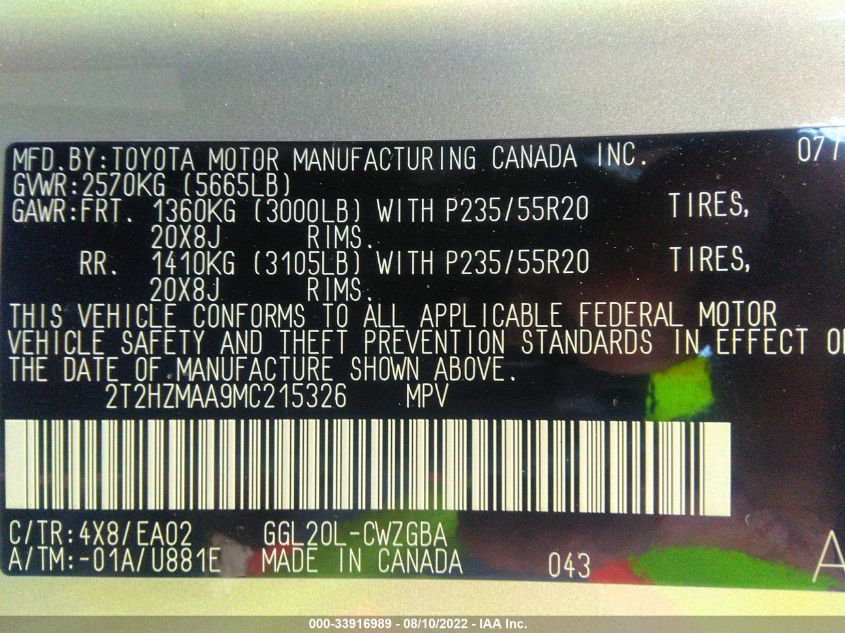 MFD.BY:TOYOTA MOTOR MANUFACTURING CANADA INC. 077
GVWR:2570KG (5665LB)
GAWR:FRT. 1360KG (3000LB) WITH P235/55R20 TIRES,
20X8J RIMS.
RR. 1410KG (3105LB) WITH P235/55R20 TIRES,
20X8J RIMS.
THIS VEHICLE CONFORMS TO ALL APPLICABLE FEDERAL MOTOR
VEHICLE SAFETY AND THEFT PREVENTION STANDARDS IN EFFECT O
THE DATE OF MANUFACTURE SHOWN ABOVE.
2T2HZMAA9MC215326 MPV
C/TR:4X8/EA02 GGL20L-CWZGBA
A/TM:-01A/U881E MADE IN CANADA 043 A
000-33916989 - 08/10/2022 - IAA Inc.